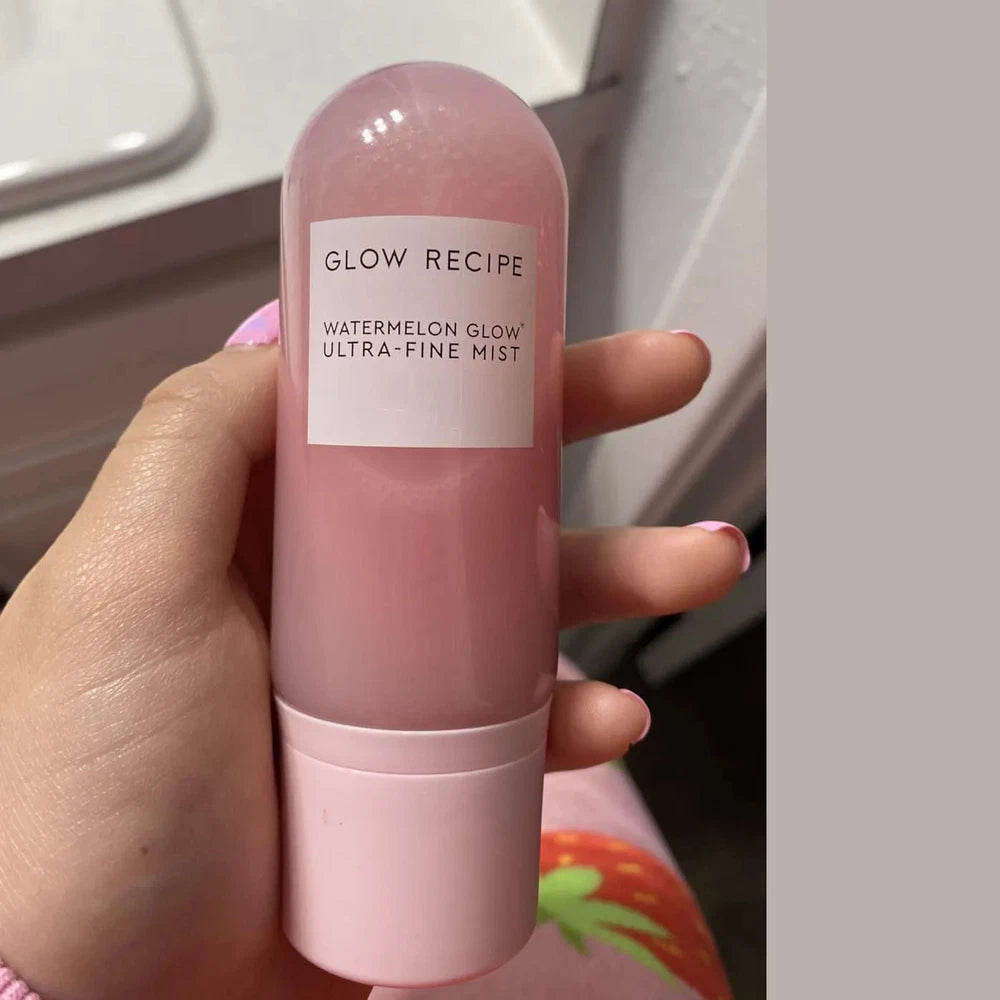 GLOW RECIPE
WATERMELON GLOW*
ULTRA-FINE MIST